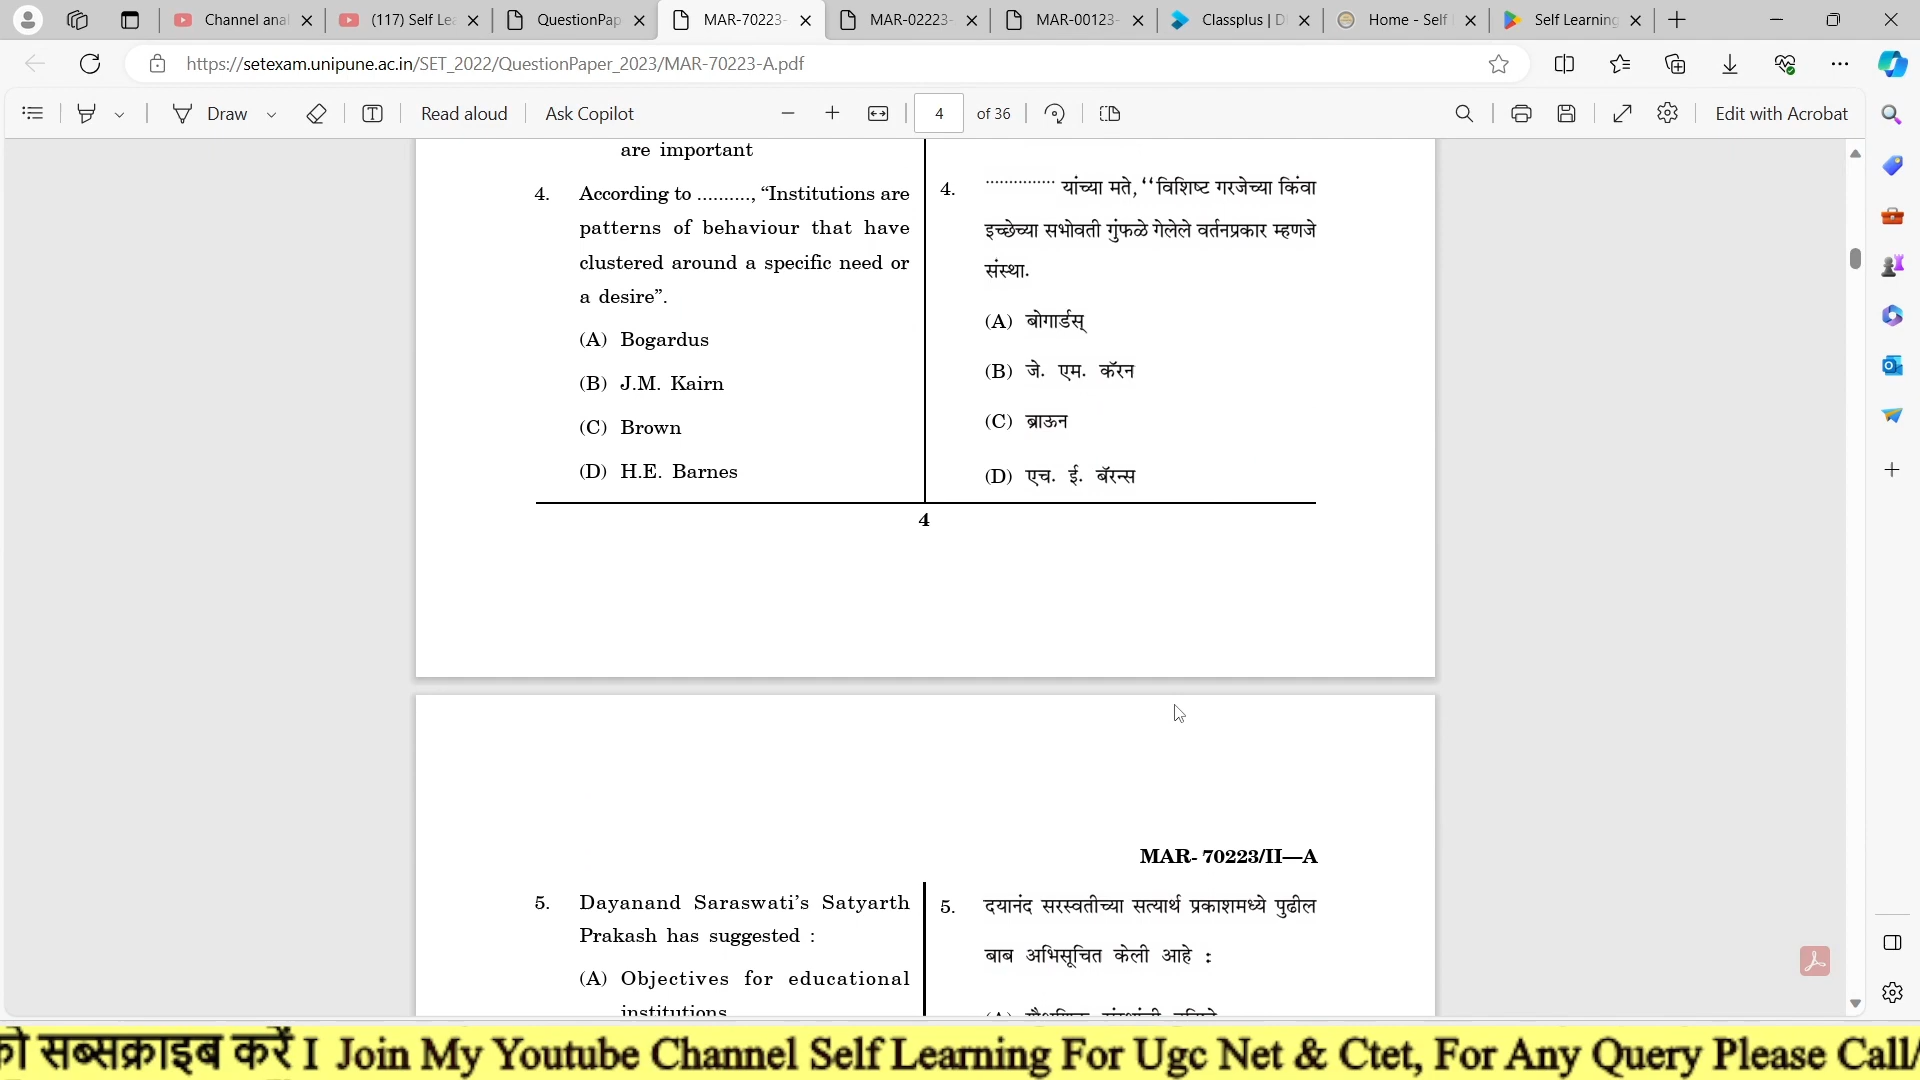 Channel anal
(117) Self Le
QuestionPap
MAR-70223-
MAR-02223-
MAR-00123-
Classplus | D
Home - Self
Self Learning
https://setexam.unipune.ac.in/SET_2022/QuestionPaper_2023/MAR-70223-A.pdf
Draw
Read aloud
Ask Copilot
4
of 36
Edit with Acrobat
are important
4. According to .........., “Institutions are
patterns of behaviour that have
clustered around a specific need or
a desire”.
(A) Bogardus
(B) J.M. Kairn
(C) Brown
(D) H.E. Barnes
4. ............... यांच्या मते, ‘‘विशिष्ट गरजेच्या किंवा
इच्छेच्या सभोवती गुंफळे गेलेले वर्तनप्रकार म्हणजे
संस्था.
(A) बोगार्डस्
(B) जे. एम. कॅरन
(C) ब्राऊन
(D) एच. ई. बॅरन्स
4
MAR- 70223/II—A
5. Dayanand Saraswati’s Satyarth
Prakash has suggested :
(A) Objectives for educational
institutions
5. दयानंद सरस्वतीच्या सत्यार्थ प्रकाशमध्ये पुढील
बाब अभिसूचित केली आहे :
को सब्सक्राइब करें I Join My Youtube Channel Self Learning For Ugc Net & Ctet, For Any Query Please Call/